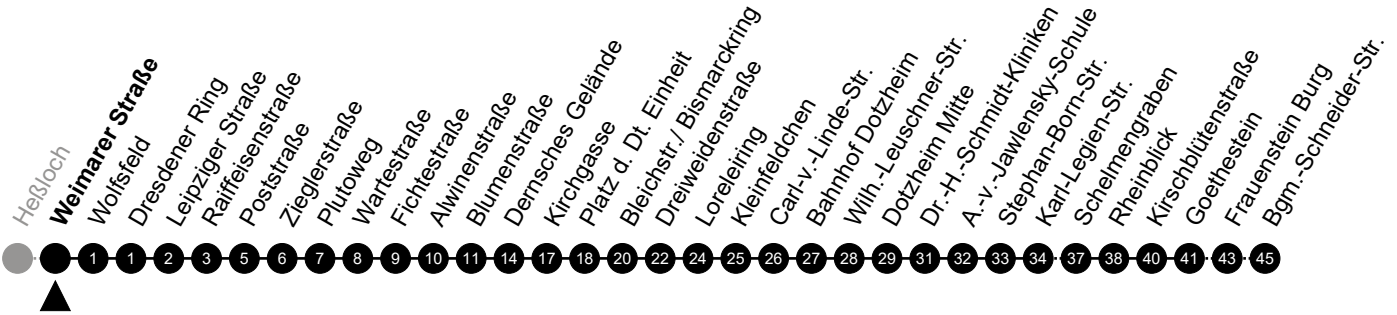 Heßloch
Weimarer Straße
Wolfsfeld
Dresdener Ring
Leipziger Straße
Raiffeisenstraße
Poststraße
Zieglerstraße
Plutoweg
Wartestraße
Fichtestraße
Alwinenstraße
Blumenstraße
Dernsches Gelände
Kirchgasse
Platz d. Dt. Einheit
Bleichstr./ Bismarckring
Dreiweidenstraße
Loreleiring
Kleinfeldchen
Carl-v.-Linde-Str.
Bahnhof Dotzheim
Wilh.-Leuschner-Str.
Dotzheim Mitte
Dr.-H.-Schmidt-Kliniken
A.-v.-Jawlensky-Schule
Stephan-Born-Str.
Karl-Legien-Str.
Schelmengraben
Rheinblick
Kirschblütenstraße
Goethestein
Frauenstein Burg
Bgm.-Schneider-Str.
1 1 2 3 5 6 7 8 9 10 11 14 17 18 20 22 24 25 26 27 28 29 31 32 33 34 37 38 40 41 43 45